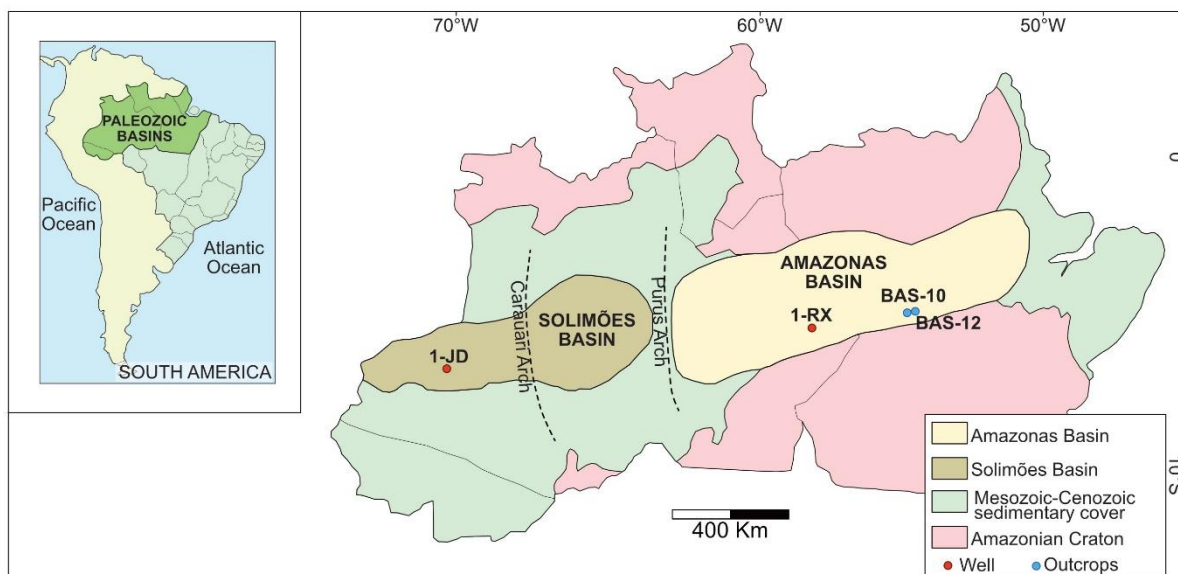 70°W
60°W
50°W
0°
10°S
PALEOZOIC
BASINS
Pacific
Ocean
Atlantic
Ocean
SOUTH AMERICA
Carauari Arch
Purus Arch
AMAZONAS
BASIN
SOLIMÕES
BASIN
1-JD
1-RX
BAS-10
BAS-12
400 Km
Amazonas Basin
Solimões Basin
Mesozoic-Cenozoic
sedimentary cover
Amazonian Craton
Well
Outcrops